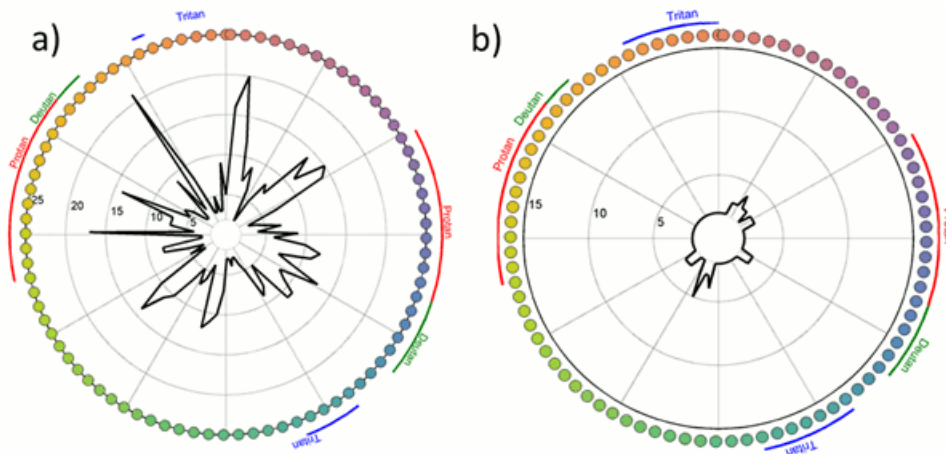 a)
Tritan
Deutan
Protan
25
20
15
10
5
Protan
Deutan
Tritan
b)
Tritan
Deutan
Protan
15
10
5
Deutan
Tritan